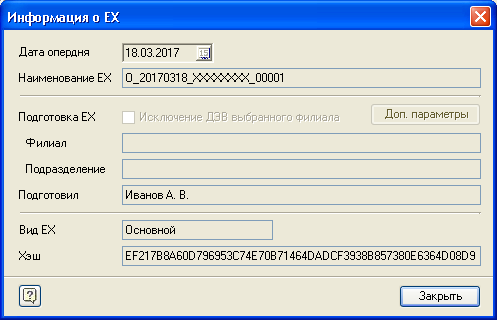 Информация о ЕХ
Дата опердня 18.03.2017 15
Наименование ЕХ O_20170318_XXXXXXXX_00001
Подготовка ЕХ Исключение ДЭВ выбранного филиала Доп. параметры
Филиал
Подразделение
Подготовил Иванов А. В.
Вид ЕХ Основной
Хэш EF217B8A60D796953C74E70B71464DADCF3938B857380E6364D08D9
? Закрыть